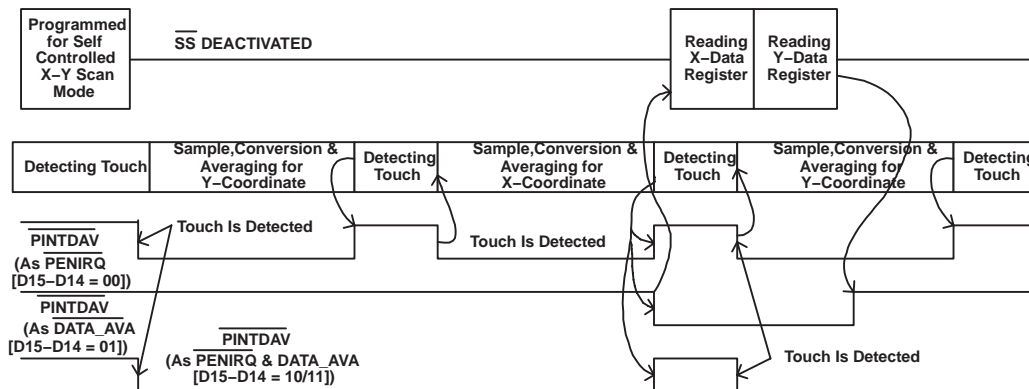 Programmed
for Self
Controlled
X–Y Scan
Mode
SS DEACTIVATED
Reading
X–Data
Register
Reading
Y–Data
Register
Detecting Touch
Sample,Conversion &
Averaging for
Y–Coordinate
Detecting
Touch
Sample,Conversion &
Averaging for
X–Coordinate
Detecting
Touch
Sample,Conversion &
Averaging for
Y–Coordinate
Detecting
Touch
Touch Is Detected
Touch Is Detected
PINTDAV
(As PENIRQ
[D15–D14 = 00])
PINTDAV
(As DATA_AVA
[D15–D14 = 01])
PINTDAV
(As PENIRQ & DATA_AVA
[D15–D14 = 10/11])
Touch Is Detected